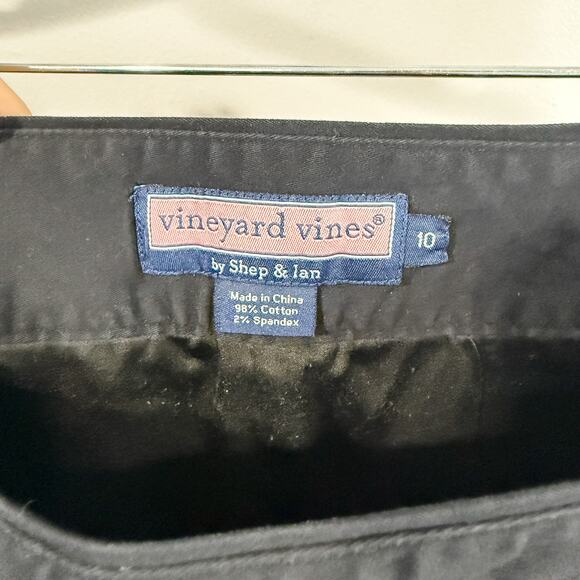 vineyard vines®
10
by Shep & Ian
Made in China
98% Cotton
2% Spandex